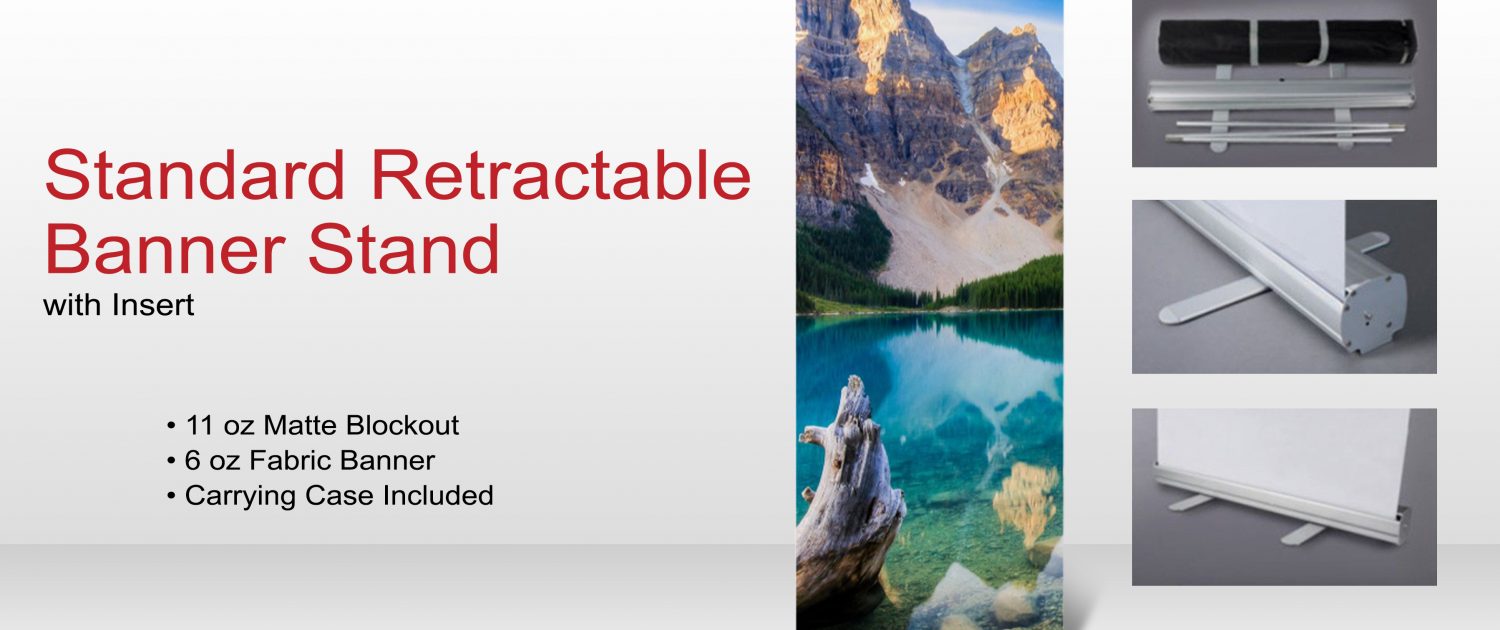 Standard Retractable
Banner Stand
with Insert
• 11 oz Matte Blockout
• 6 oz Fabric Banner
• Carrying Case Included